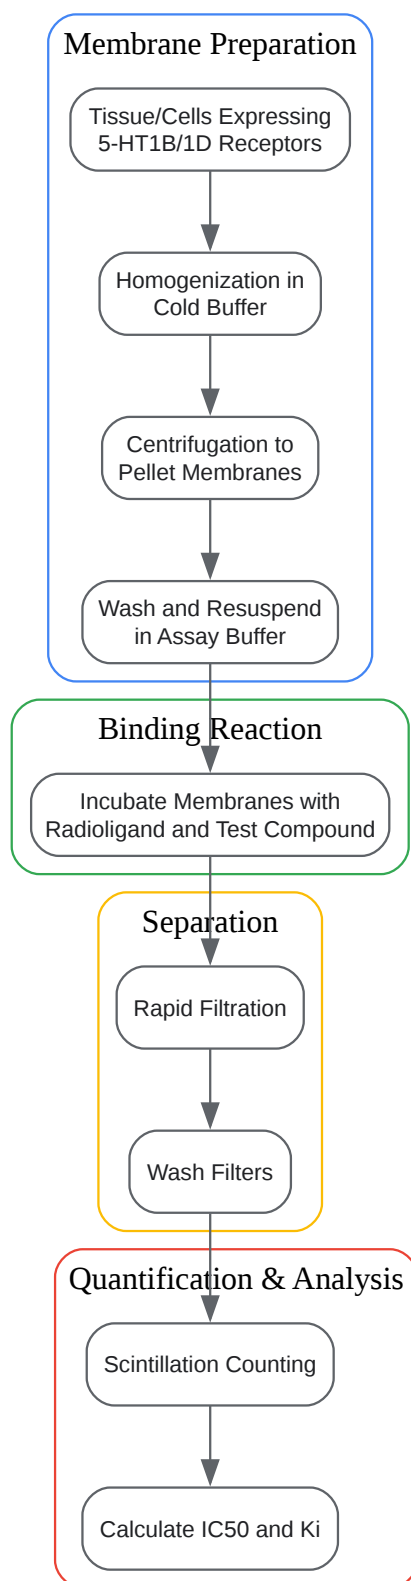 Membrane Preparation
Tissue/Cells Expressing
5-HT1B/1D Receptors
Homogenization in
Cold Buffer
Centrifugation to
Pellet Membranes
Wash and Resuspend
in Assay Buffer
Binding Reaction
Incubate Membranes with
Radioligand and Test Compound
Separation
Rapid Filtration
Wash Filters
Quantification & Analysis
Scintillation Counting
Calculate IC50 and Ki